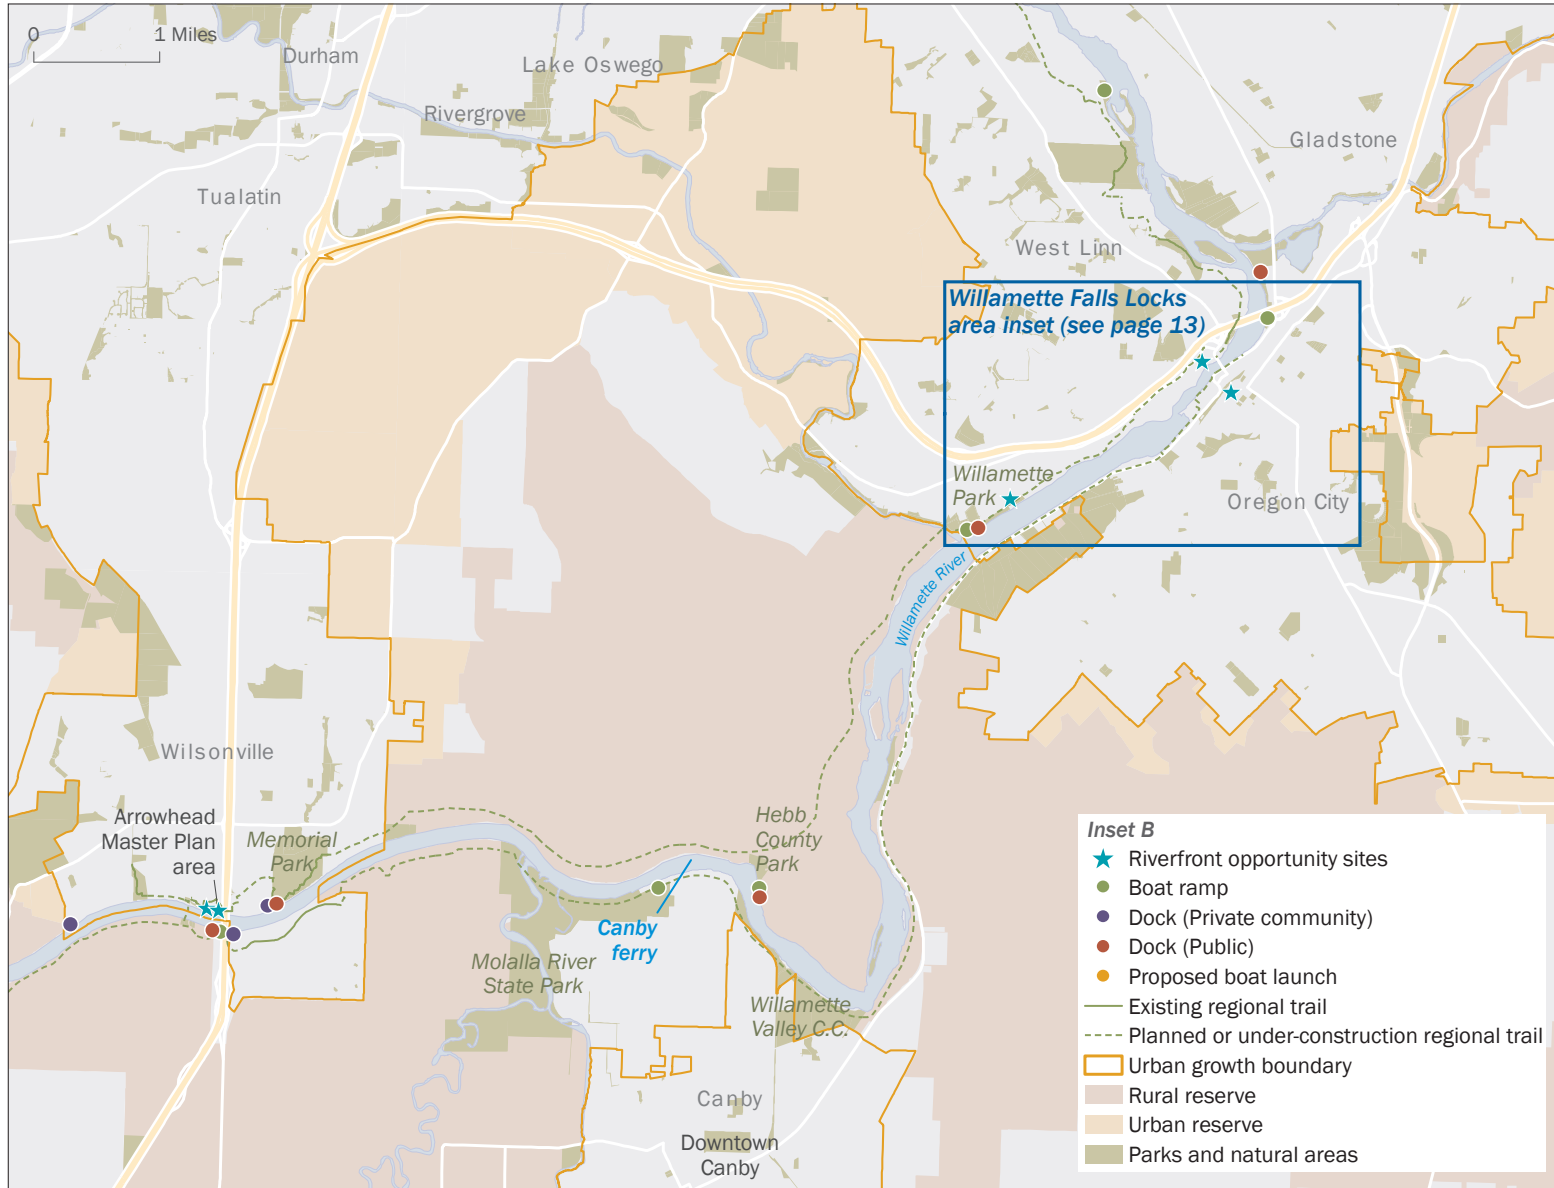 0 1 Miles
Durham
Lake Oswego
Rivergrove
Gladstone
Tualatin
West Linn
Willamette Falls Locks
area inset (see page 13)
Willamette
Park
Oregon City
Willamette River
Wilsonville
Arrowhead
Master Plan
area
Memorial
Park
Hebb
County
Park
Canby
ferry
Molalla River
State Park
Willamette
Valley C.C.
Canby
Downtown
Canby
Inset B
Riverfront opportunity sites
Boat ramp
Dock (Private community)
Dock (Public)
Proposed boat launch
Existing regional trail
Planned or under-construction regional trail
Urban growth boundary
Rural reserve
Urban reserve
Parks and natural areas